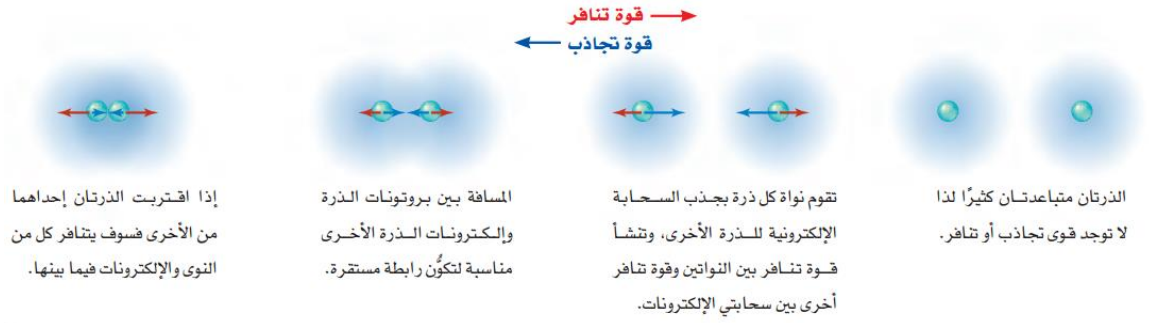 قوة تنافر
قوة تجاذب
الذرتان متباعدتان كثيرًا لذا
لا توجد قوى تجاذب أو تنافر.
تقوم نواة كل ذرة بجذب السحابة
الإلكترونية للذرة الأخرى، وتنشأ
قوة تنافر بين النواتين وقوة تنافر
أخرى بين سحابتي الإلكترونات.
المسافة بين بروتونات الذرة
وإلكترونات الذرة الأخرى
مناسبة لتكوُّن رابطة مستقرة.
إذا اقتربت الذرتان إحداهما
من الأخرى فسوف يتنافر كل من
النوى والإلكترونات فيما بينها.